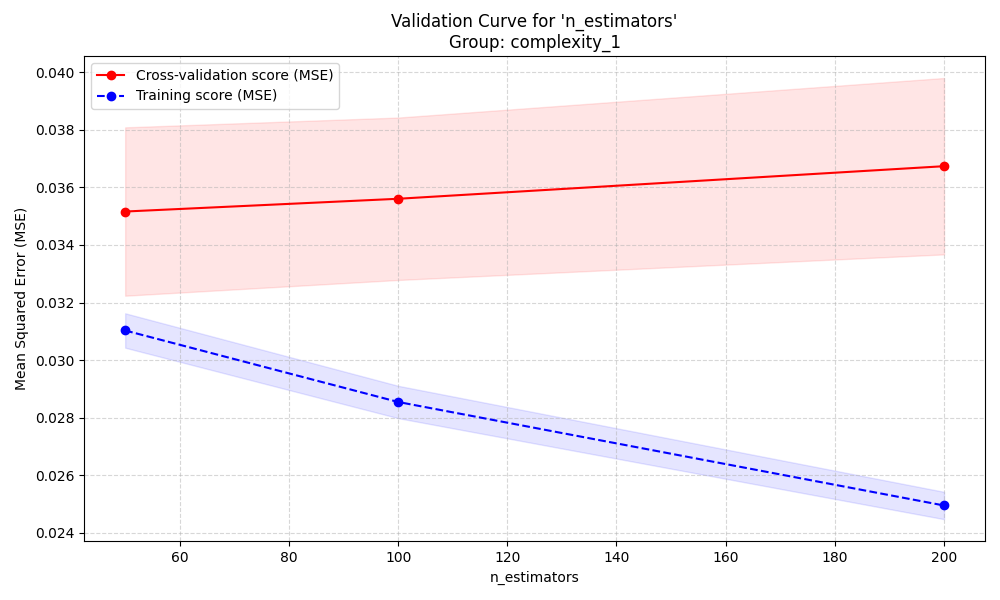 Validation Curve for 'n_estimators'
Group: complexity_1
Cross-validation score (MSE)
Training score (MSE)
Mean Squared Error (MSE)
0.040
0.038
0.036
0.034
0.032
0.030
0.028
0.026
0.024
60 80 100 120 140 160 180 200
n_estimators